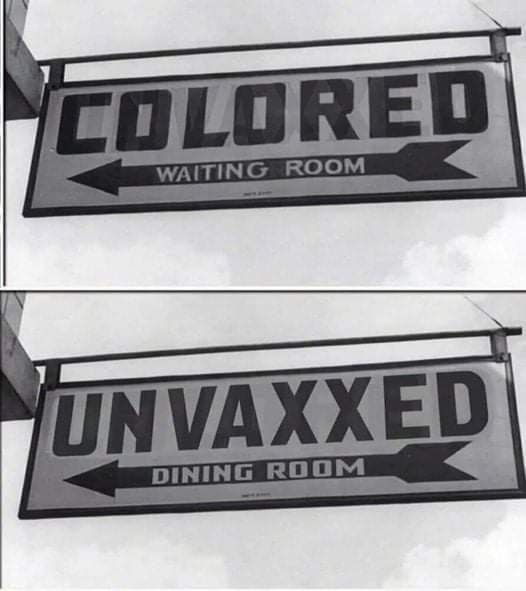 COLORED
WAITING ROOM
UNVAXXED
DINING ROOM